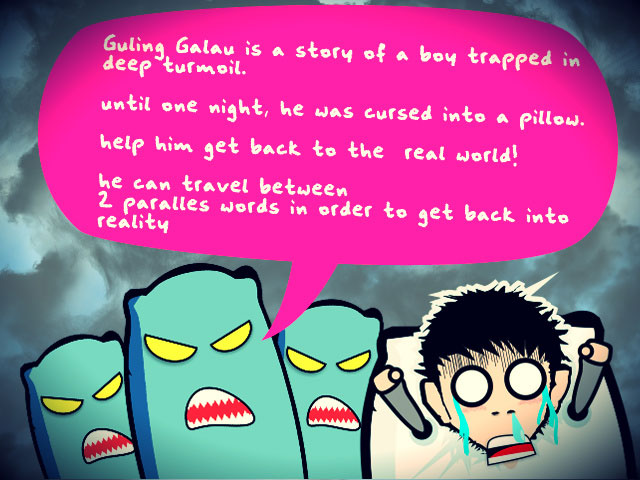 Guling Galau is a story of a boy trapped in
deep turmoil.
until one night, he was cursed into a pillow.
help him get back to the real world!
he can travel between
2 paralles words in order to get back into
reality